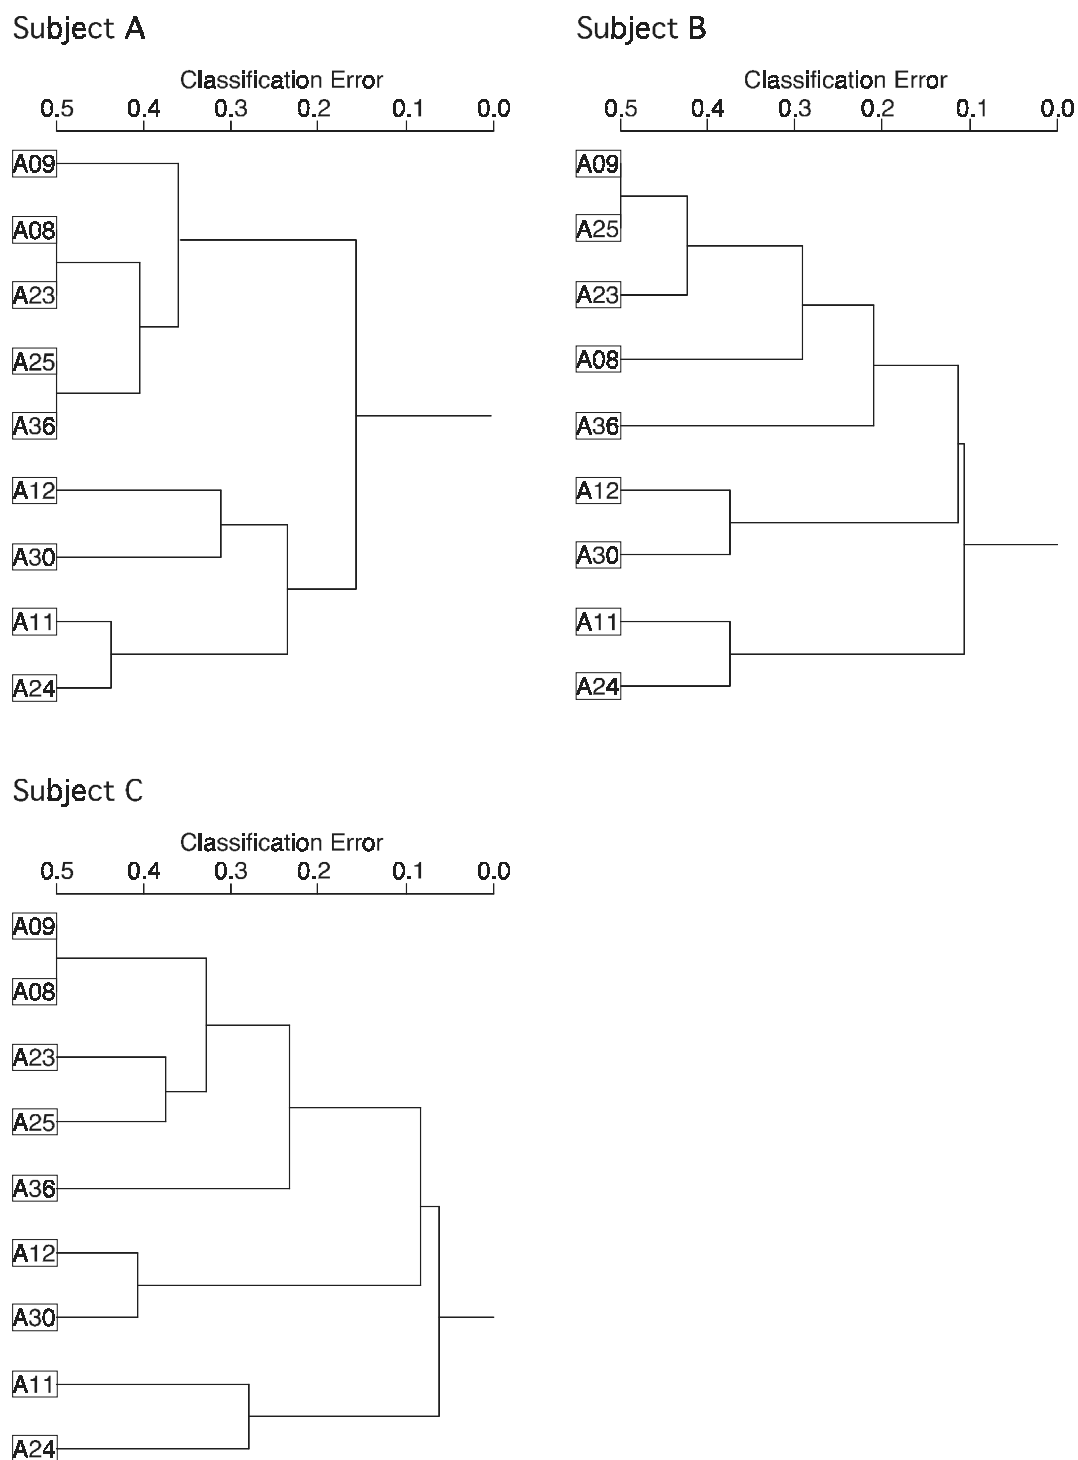 Subject A
Classification Error
0.5 0.4 0.3 0.2 0.1 0.0
A09
A08
A23
A25
A36
A12
A30
A11
A24
Subject B
Classification Error
0.5 0.4 0.3 0.2 0.1 0.0
A09
A25
A23
A08
A36
A12
A30
A11
A24
Subject C
Classification Error
0.5 0.4 0.3 0.2 0.1 0.0
A09
A08
A23
A25
A36
A12
A30
A11
A24